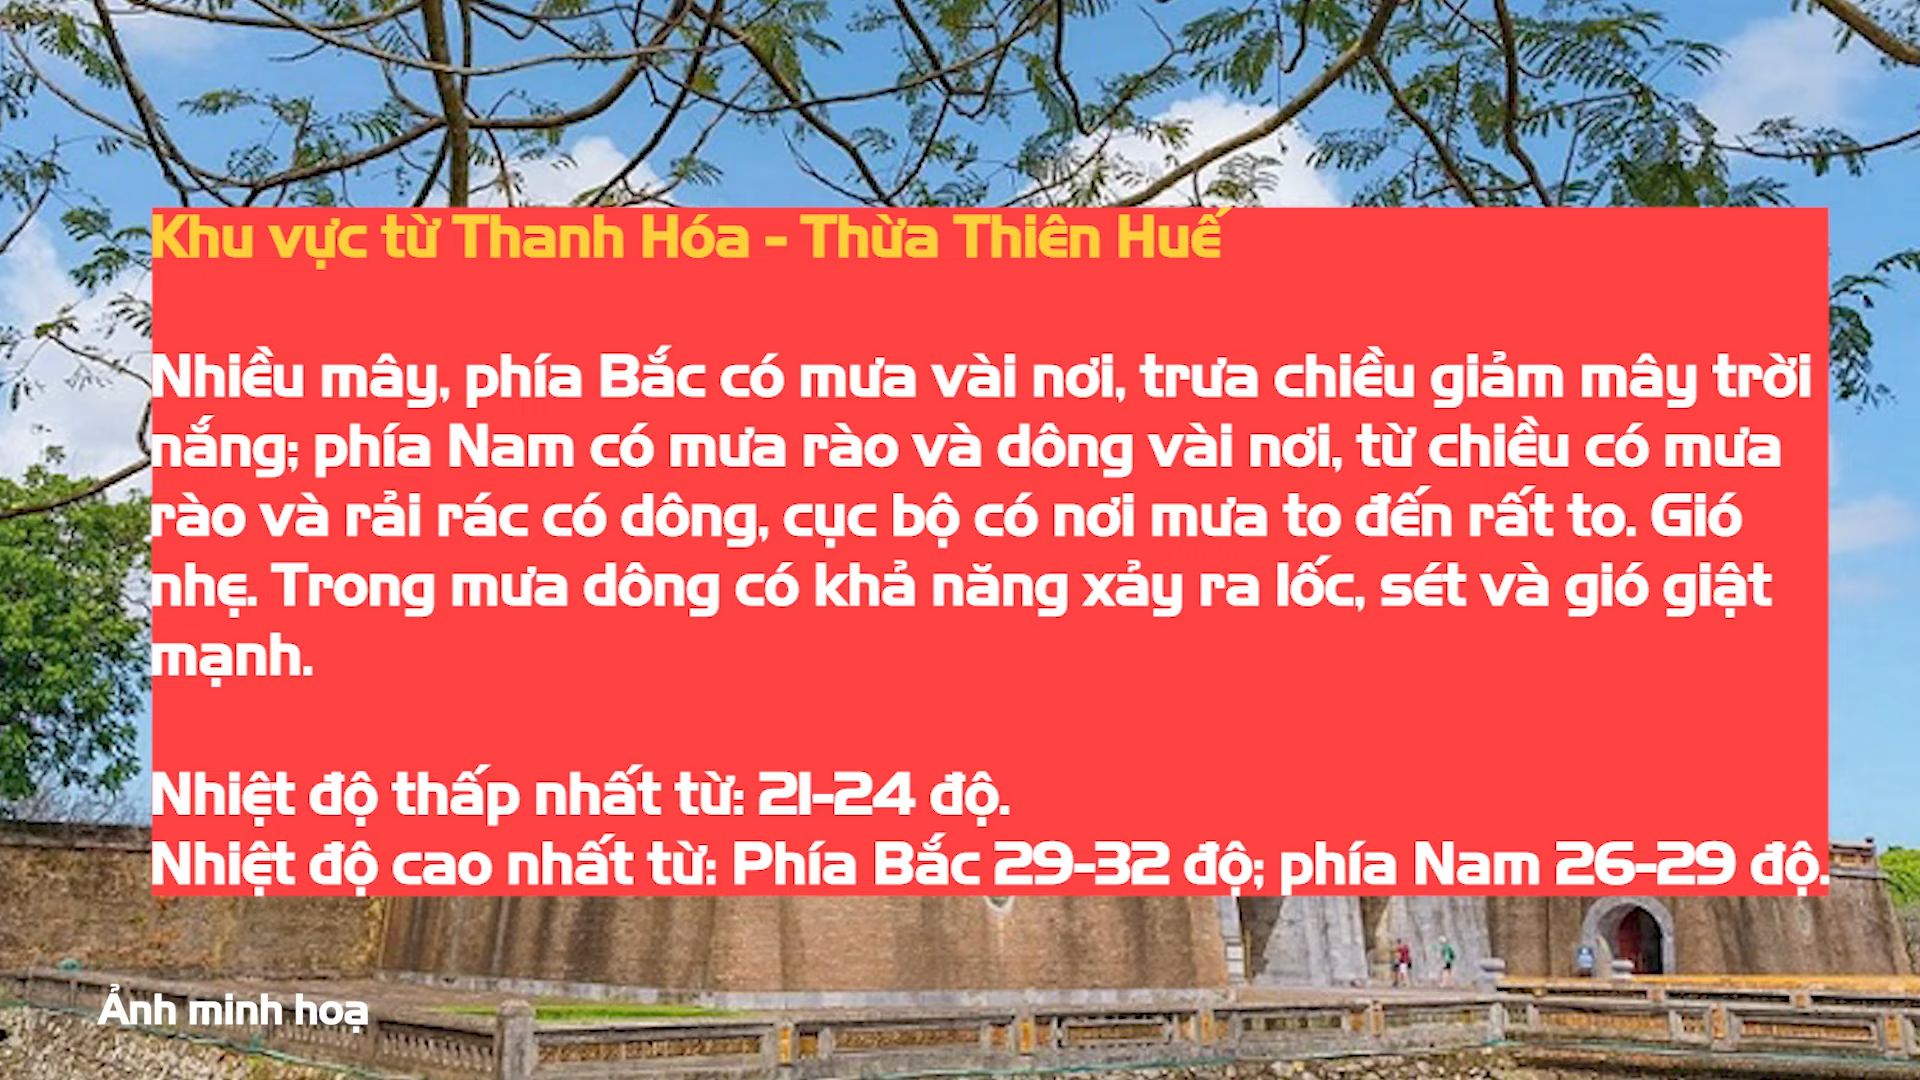 Khu vực từ Thanh Hóa - Thừa Thiên Huế
Nhiều mây, phía Bắc có mưa vài nơi, trưa chiều giảm mây trời
nắng; phía Nam có mưa rào và dông vài nơi, từ chiều có mưa
rào và rải rác có dông, cục bộ có nơi mưa to đến rất to. Gió
nhẹ. Trong mưa dông có khả năng xảy ra lốc, sét và gió giật
mạnh.
Nhiệt độ thấp nhất từ: 21-24 độ.
Nhiệt độ cao nhất từ: Phía Bắc 29-32 độ; phía Nam 26-29 độ.
Ảnh minh hoạ